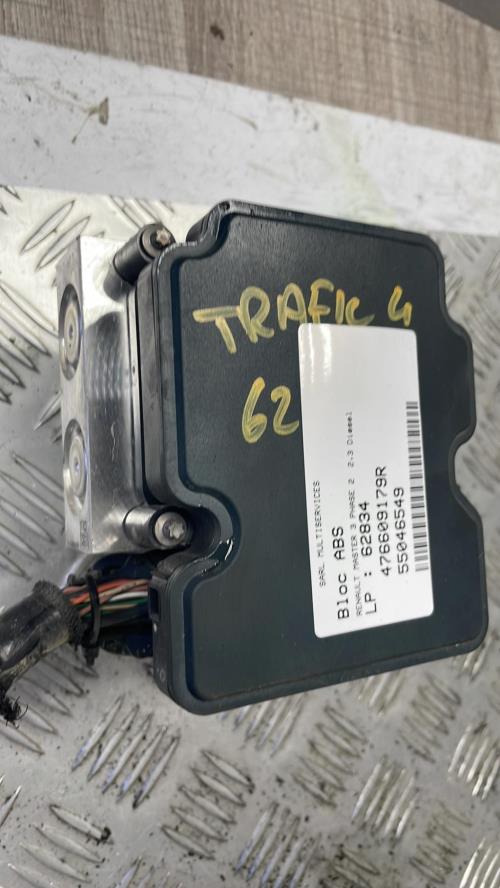 TRAFIC 4
62
SARL MULTISERVICES
Bloc ABS
RENAULT MASTER 3 PHASE 2 2.3 Diesel
LP : 62834
476609179R
55046549